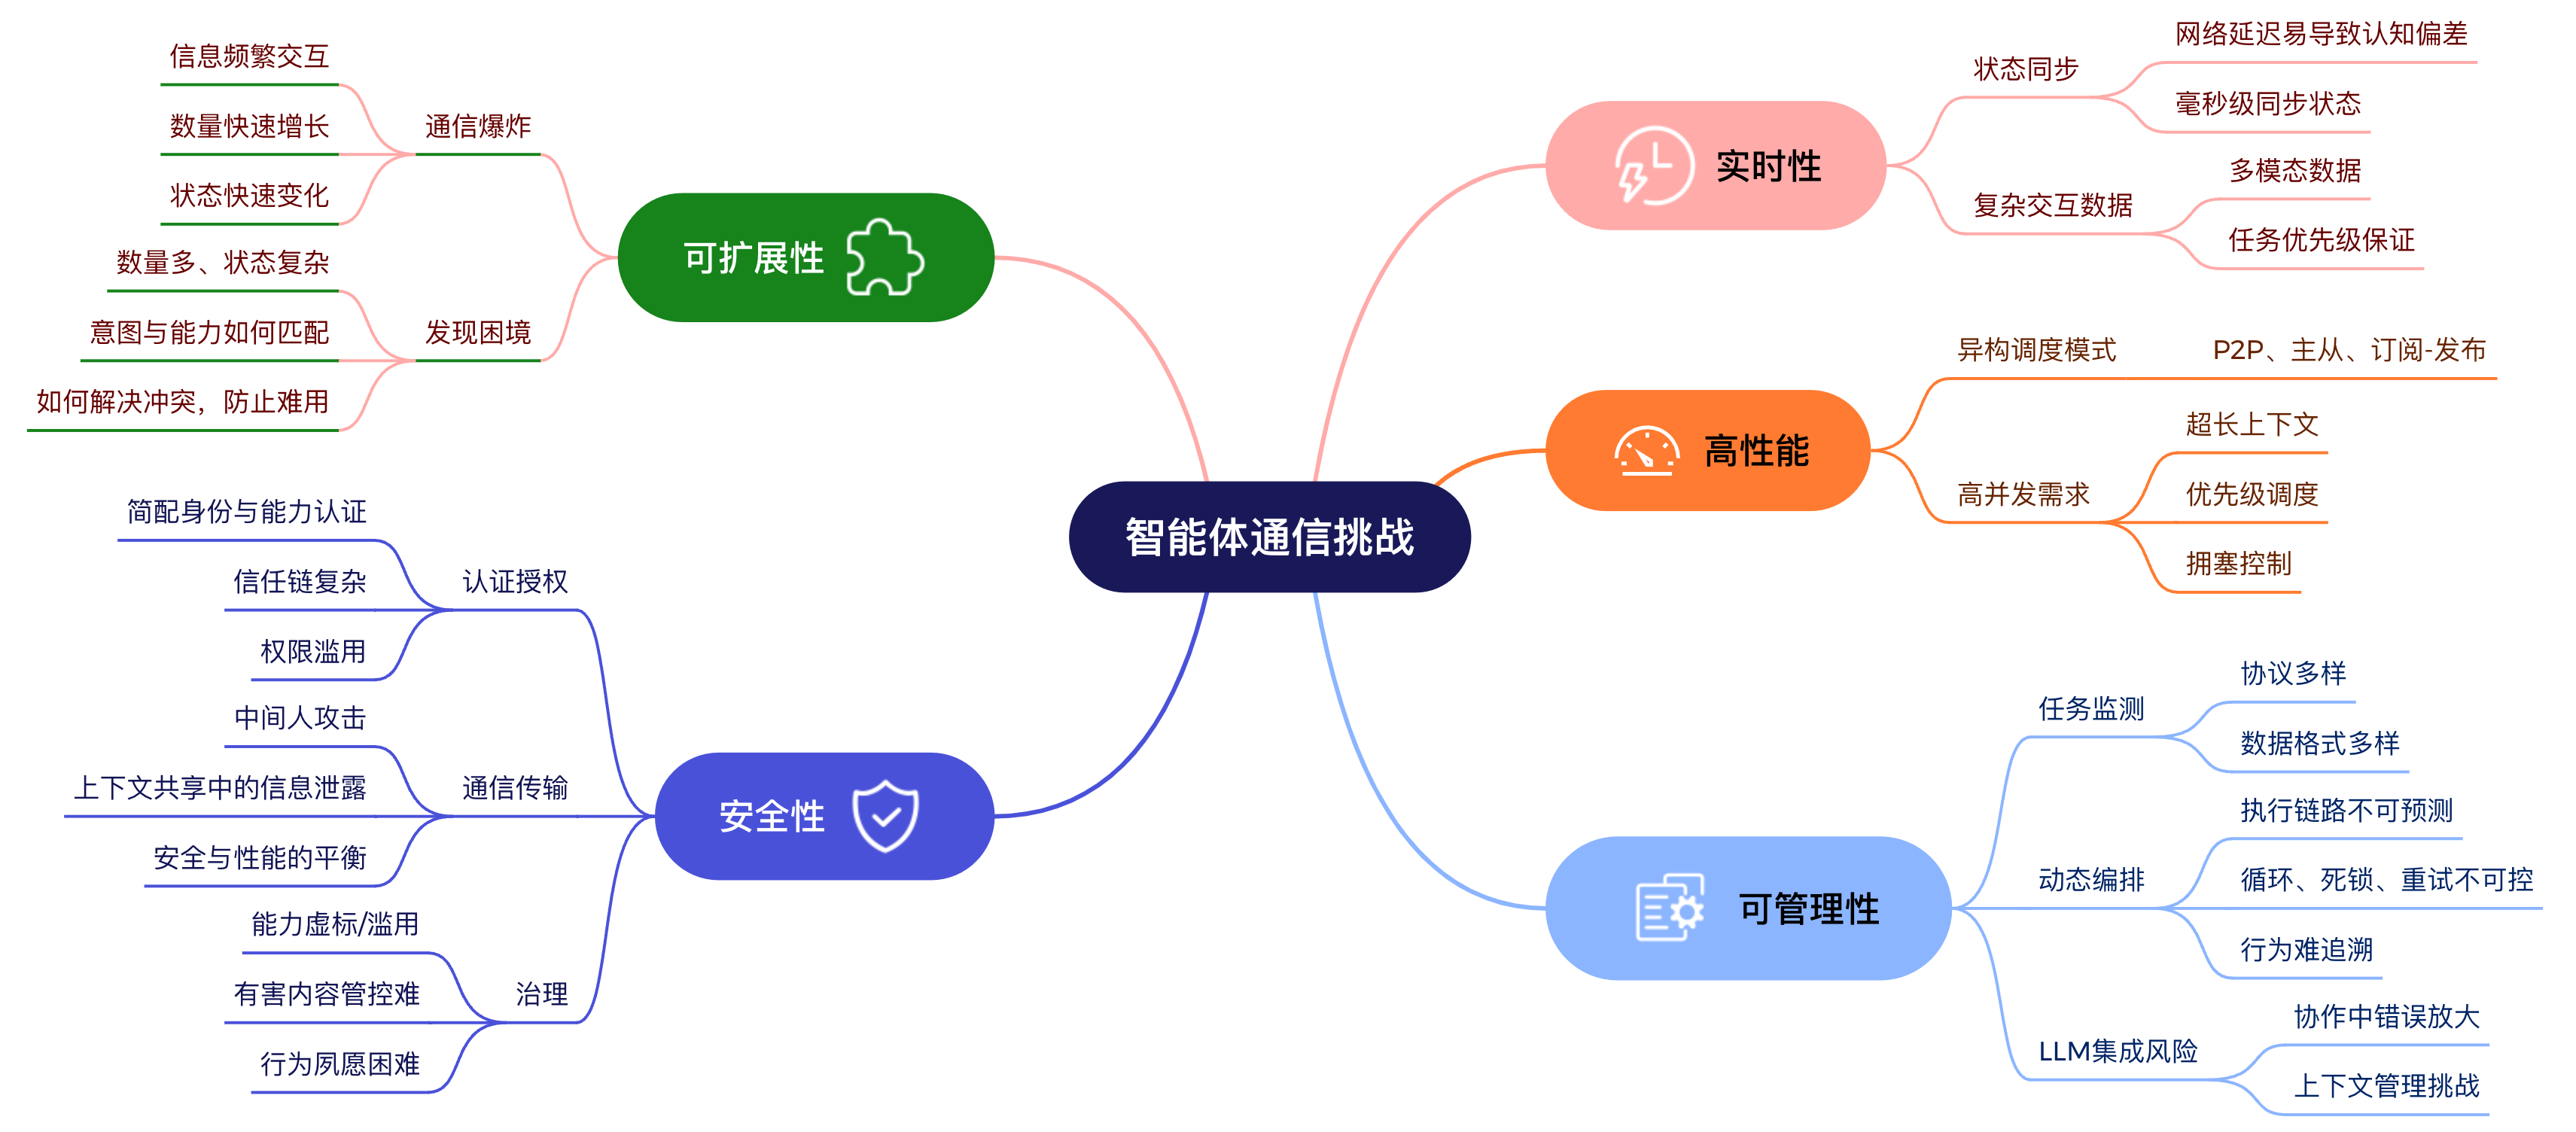 智能体通信挑战
可扩展性
通信爆炸
信息频繁交互
数量快速增长
状态快速变化
发现困境
数量多、状态复杂
意图与能力如何匹配
如何解决冲突，防止难用
安全性
认证授权
简配身份与能力认证
信任链复杂
权限滥用
通信传输
中间人攻击
上下文共享中的信息泄露
安全与性能的平衡
治理
能力虚标/滥用
有害内容管控难
行为夙愿困难
实时性
状态同步
网络延迟易导致认知偏差
毫秒级同步状态
复杂交互数据
多模态数据
任务优先级保证
高性能
异构调度模式
P2P、主从、订阅-发布
高并发需求
超长上下文
优先级调度
拥塞控制
可管理性
任务监测
协议多样
数据格式多样
动态编排
执行链路不可预测
循环、死锁、重试不可控
行为难追溯
LLM集成风险
协作中错误放大
上下文管理挑战